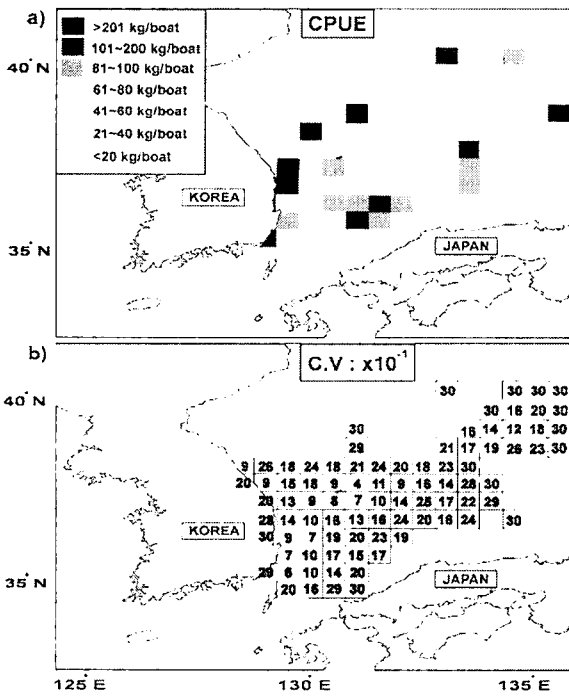 a)
CPUE
>201 kg/boat
101~200 kg/boat
81~100 kg/boat
61~80 kg/boat
41~60 kg/boat
21~40 kg/boat
<20 kg/boat
40° N
KOREA
35° N
JAPAN
b)
C.V : x10⁻¹
40° N
30 30 30 30
30 16 20 30
30 16 14 12 18 30
29 21 17 19 26 23 30
9 26 18 24 18 21 24 20 18 23 30
20 9 15 18 9 4 11 9 16 14 28 30
20 13 9 8 7 10 14 28 17 22 29
28 14 10 16 13 16 24 20 16 24 30
KOREA
30 9 7 19 20 23 19
7 10 17 15 17
29 6 10 14 20
35° N
JAPAN
20 16 29 30
125° E
130° E
135° E